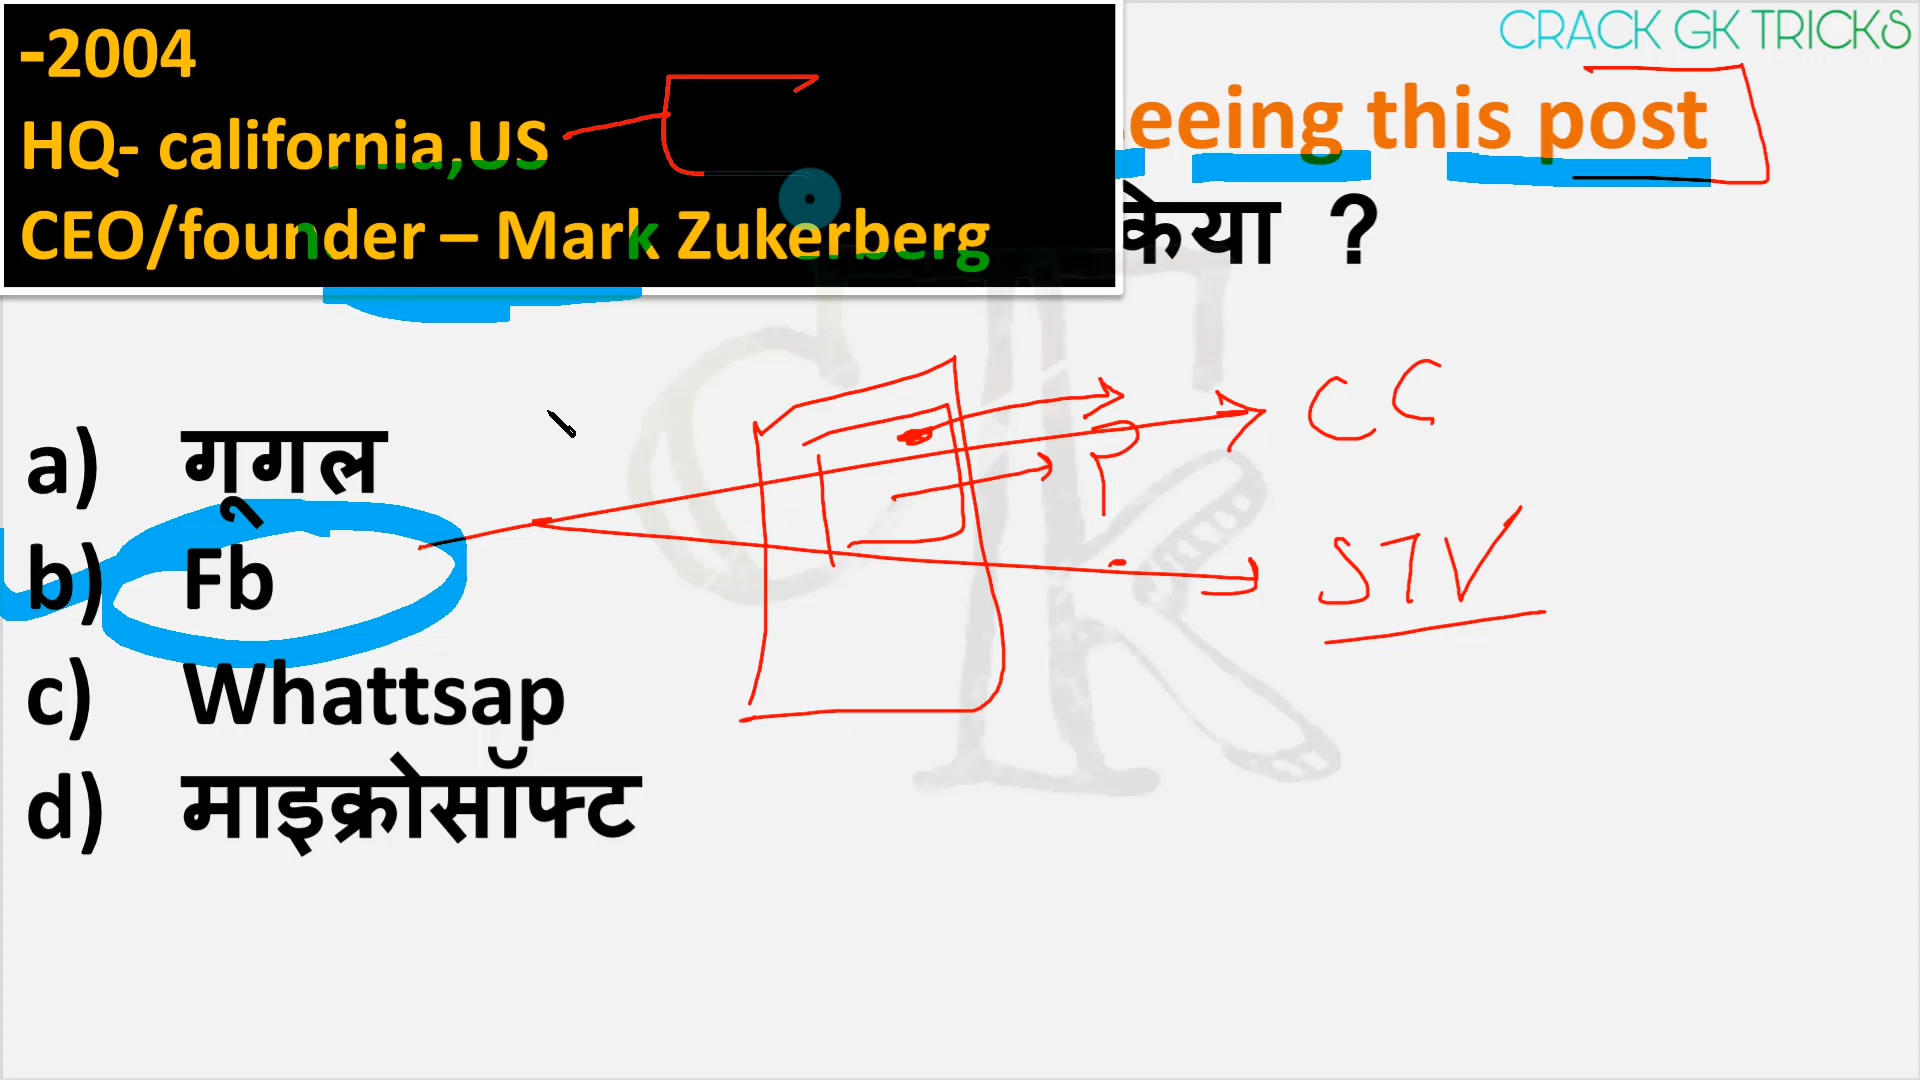 CRACK GK TRICKS
-2004
HQ- california,US
CEO/founder – Mark Zukerberg
eeing this post
किया ?
CC
P
STV
a) गूगल
b) Fb
c) Whattsap
d) माइक्रोसॉफ्ट